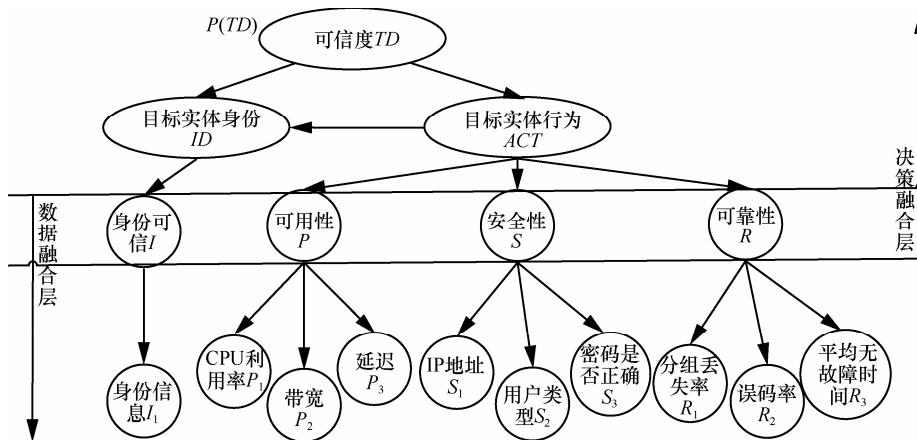 P(TD)
可信度TD
目标实体身份
ID
目标实体行为
ACT
决策融合层
数据融合层
身份可
信I
可用性
P
安全性
S
可靠性
R
身份信
息I₁
CPU利
用率P₁
带宽
P₂
延迟
P₃
IP地址
S₁
用户类
型S₂
密码是
否正确
S₃
分组丢
失率
R₁
误码率
R₂
平均无
故障时
间R₃